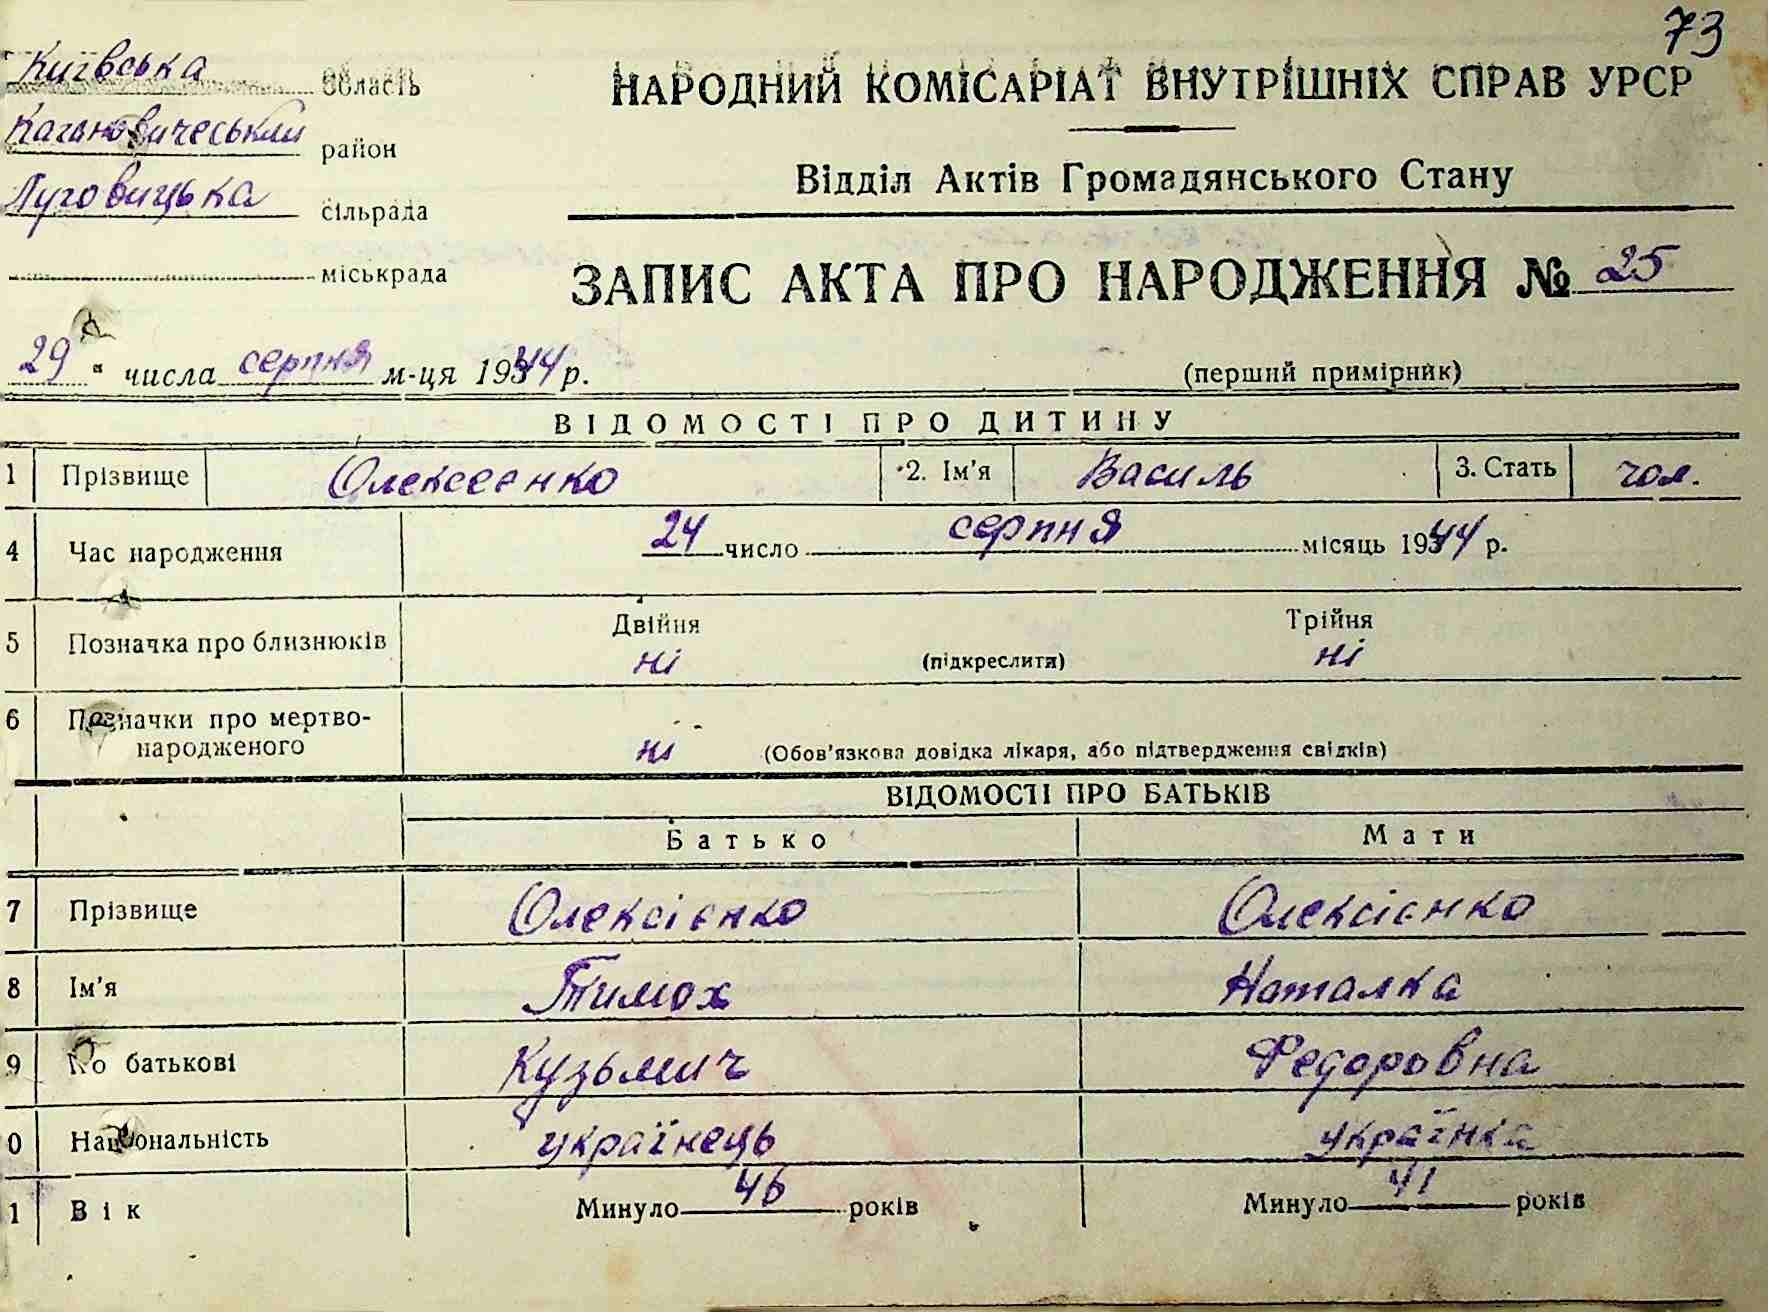 73
Київська область
НАРОДНИЙ КОМІСАРІАТ ВНУТРІШНІХ СПРАВ УРСР
Кагановичеський район
Відділ Актів Громадянського Стану
Луговицька сільрада
міськрада
ЗАПИС АКТА ПРО НАРОДЖЕННЯ № 25
29 " числа серпня м-ця 1944 р.
(перший примірник)
ВІДОМОСТІ ПРО ДИТИНУ
1 Прізвище Олексеєнко 2. Ім'я Василь 3. Стать чол.
4 Час народження 24 число серпня місяць 1944 р.
5 Позначка про близнюків Двійня ні (підкреслити) Трійня ні
6 Позначки про мертво-
народженого ні (Обов'язкова довідка лікаря, або підтвердження свідків)
ВІДОМОСТІ ПРО БАТЬКІВ
Батько Мати
7 Прізвище Олексієнко Олексієнко
8 Ім'я Тимох Наталка
9 По батькові Кузьмич Федоровна
0 Національність українець українка
1 Вік Минуло 46 років Минуло 41 років